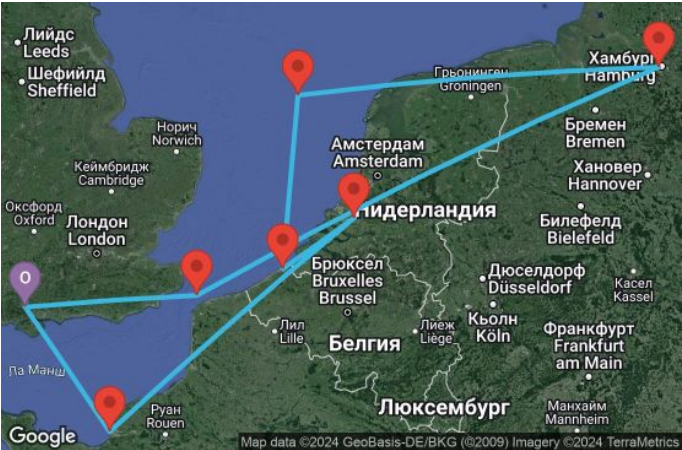 Лийдс
Leeds
Шефийлд
Sheffield
Хамбург
Hamburg
Грьонинген
Groningen
Норич
Norwich
Бремен
Bremen
Амстердам
Amsterdam
Кеймбридж
Cambridge
Хановер
Hannover
Оксфорд
Oxford
Лондон
London
Нидерландия
Билефелд
Bielefeld
O
Брюксел
Bruxelles
Brussel
Дюселдорф
Düsseldorf
Касел
Kassel
Лил
Lille
Лиеж
Liège
Кьолн
Köln
Белгия
Франкфурт
Frankfurt
am Main
Ла Манш
Руан
Rouen
Люксембург
Манхайм
Mannheim
Google
Map data ©2024 GeoBasis-DE/BKG (©2009) Imagery ©2024 TerraMetrics